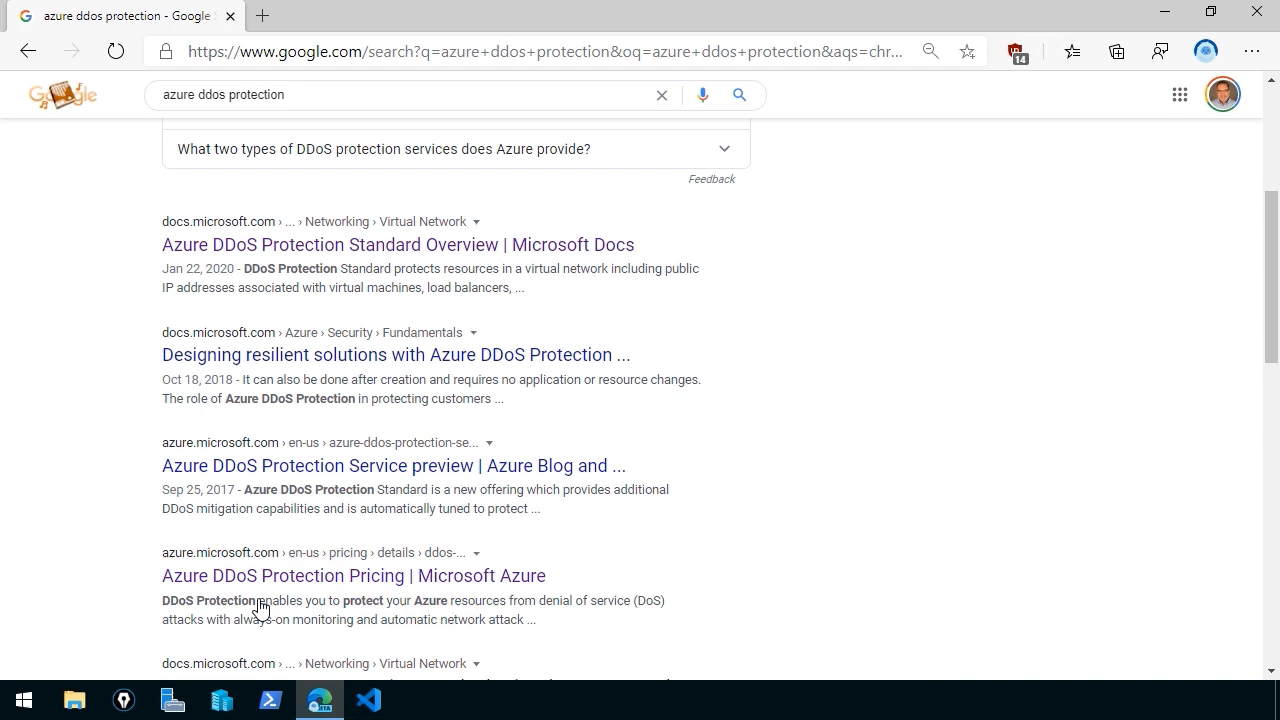 azure ddos protection - Google S
https://www.google.com/search?q=azure+ddos+protection&oq=azure+ddos+protection&aqs=chr...
14
Google
azure ddos protection
What two types of DDoS protection services does Azure provide?
Feedback
docs.microsoft.com › ... › Networking › Virtual Network
Azure DDoS Protection Standard Overview | Microsoft Docs
Jan 22, 2020 - DDoS Protection Standard protects resources in a virtual network including public
IP addresses associated with virtual machines, load balancers, ...
docs.microsoft.com › Azure › Security › Fundamentals
Designing resilient solutions with Azure DDoS Protection ...
Oct 18, 2018 - It can also be done after creation and requires no application or resource changes.
The role of Azure DDoS Protection in protecting customers ...
azure.microsoft.com › en-us › azure-ddos-protection-se...
Azure DDoS Protection Service preview | Azure Blog and ...
Sep 25, 2017 - Azure DDoS Protection Standard is a new offering which provides additional
DDoS mitigation capabilities and is automatically tuned to protect ...
azure.microsoft.com › en-us › pricing › details › ddos-...
Azure DDoS Protection Pricing | Microsoft Azure
DDoS Protection enables you to protect your Azure resources from denial of service (DoS)
attacks with always-on monitoring and automatic network attack ...
docs.microsoft.com › ... › Networking › Virtual Network
BETA